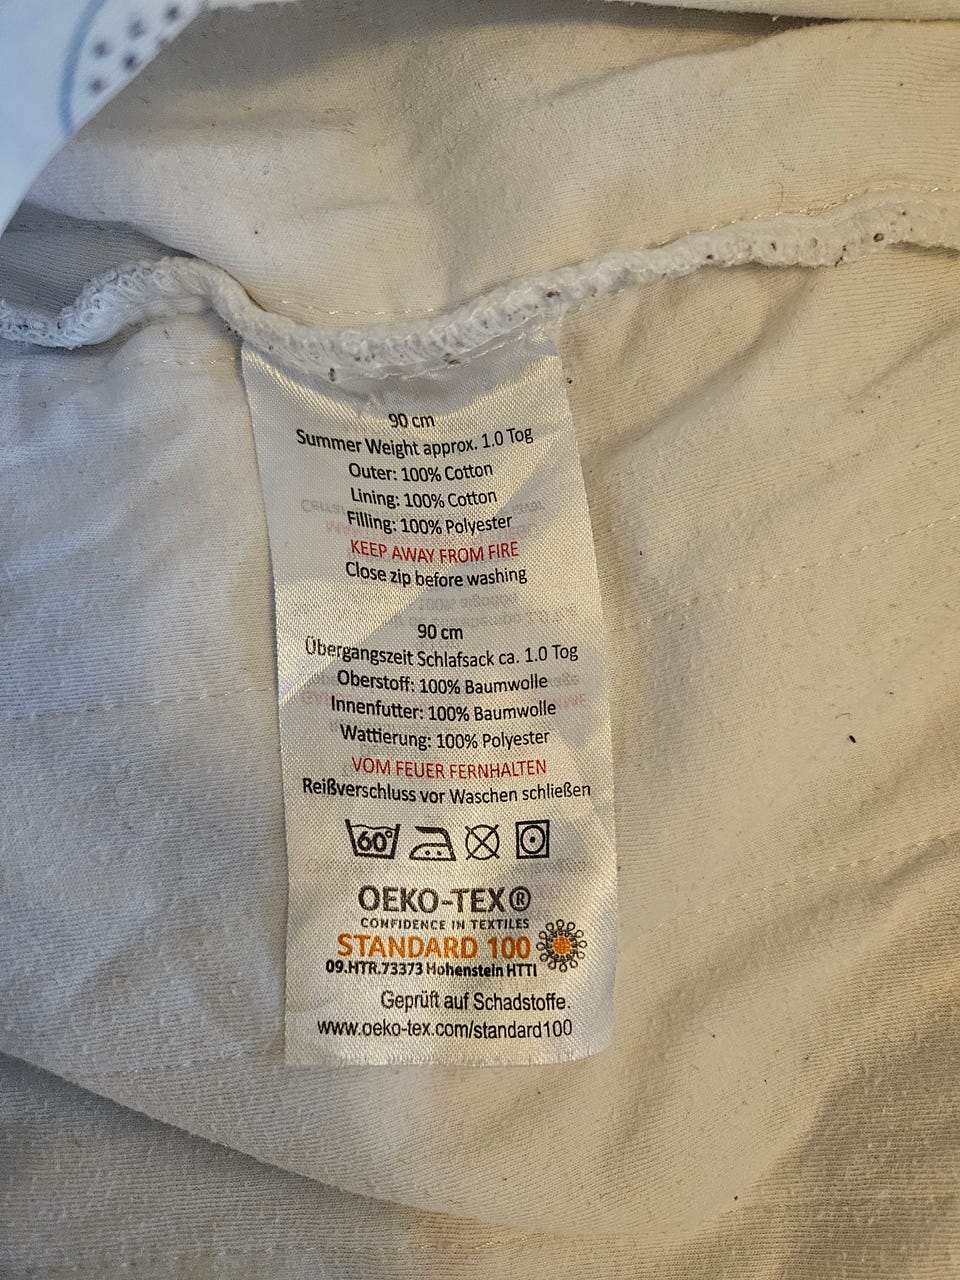 90 cm
Summer Weight approx. 1.0 Tog
Outer: 100% Cotton
Lining: 100% Cotton
Filling: 100% Polyester
KEEP AWAY FROM FIRE
Close zip before washing
90 cm
Übergangszeit Schlafsack ca. 1.0 Tog
Oberstoff: 100% Baumwolle
Innenfutter: 100% Baumwolle
Wattierung: 100% Polyester
VOM FEUER FERNHALTEN
Reißverschluss vor Waschen schließen
60°
OEKO-TEX®
CONFIDENCE IN TEXTILES
STANDARD 100
09.HTR.73373 Hohenstein HTTI
Geprüft auf Schadstoffe.
www.oeko-tex.com/standard100